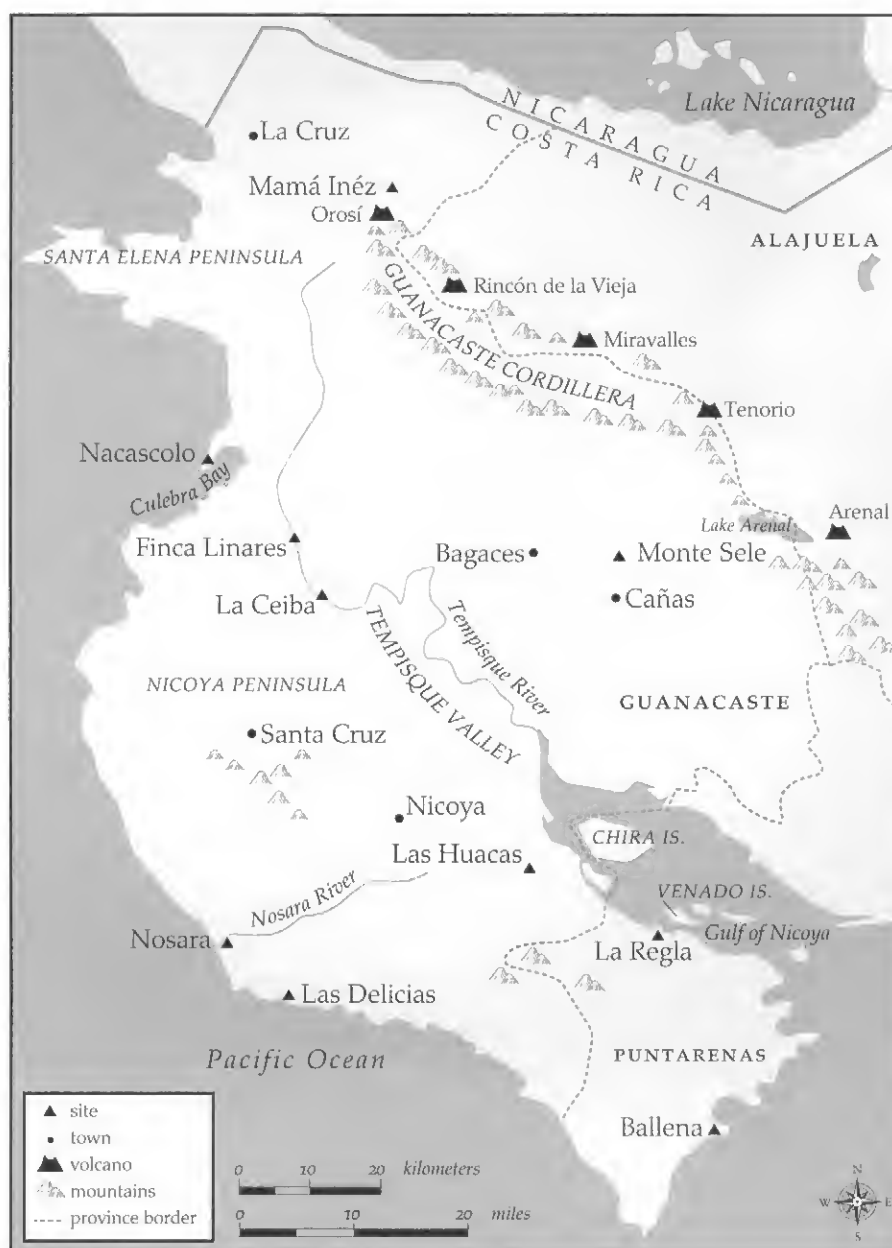 Lake Nicaragua
NICARAGUA
COSTA RICA
La Cruz
Mamá Inéz
Orosí
ALAJUELA
SANTA ELENA PENINSULA
Rincón de la Vieja
GUANACASTE CORDILLERA
Miravalles
Tenorio
Nacascolo
Culebra Bay
Lake Arenal
Arenal
Finca Linares
Bagaces
Monte Sele
La Ceiba
Cañas
TEMPISQUE VALLEY
Tempisque River
NICOYA PENINSULA
GUANACASTE
Santa Cruz
Nicoya
CHIRA IS.
Las Huacas
Nosara River
VENADO IS.
Nosara
Gulf of Nicoya
La Regla
Las Delicias
Pacific Ocean
PUNTARENAS
Ballena
site
town
volcano
mountains
province border
0 10 20 kilometers
0 10 20 miles
N
W E
S